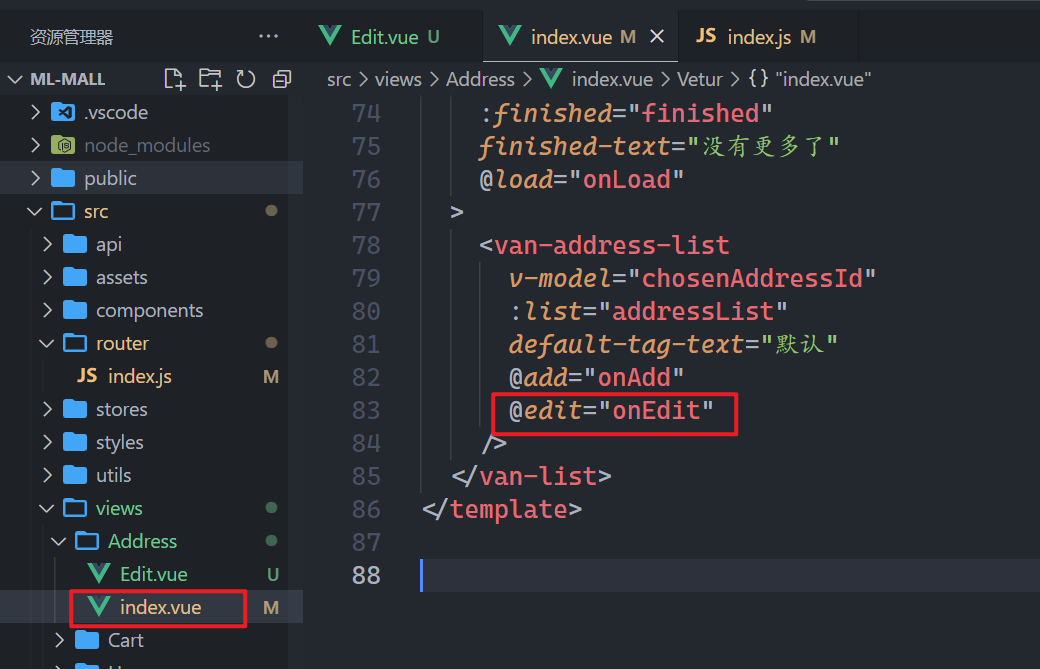 资源管理器 ···
Edit.vue U
index.vue M
JS index.js M
ML-MALL
src > views > Address > index.vue > Vetur > {} "index.vue"
.vscode
node_modules
public
src
api
assets
components
router
JS index.js M
stores
styles
utils
views
Address
Edit.vue U
index.vue M
Cart
74 :finished="finished"
75 finished-text="没有更多了"
76 @load="onLoad"
77 >
78 <van-address-list
79 v-model="chosenAddressId"
80 :list="addressList"
81 default-tag-text="默认"
82 @add="onAdd"
83 @edit="onEdit"
84 />
85 </van-list>
86 </template>
87
88